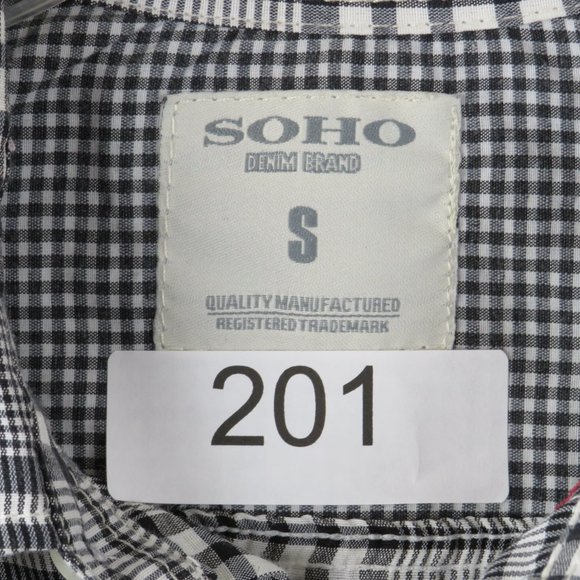 SOHO
DENIM BRAND
S
QUALITY MANUFACTURED
REGISTERED TRADEMARK
201